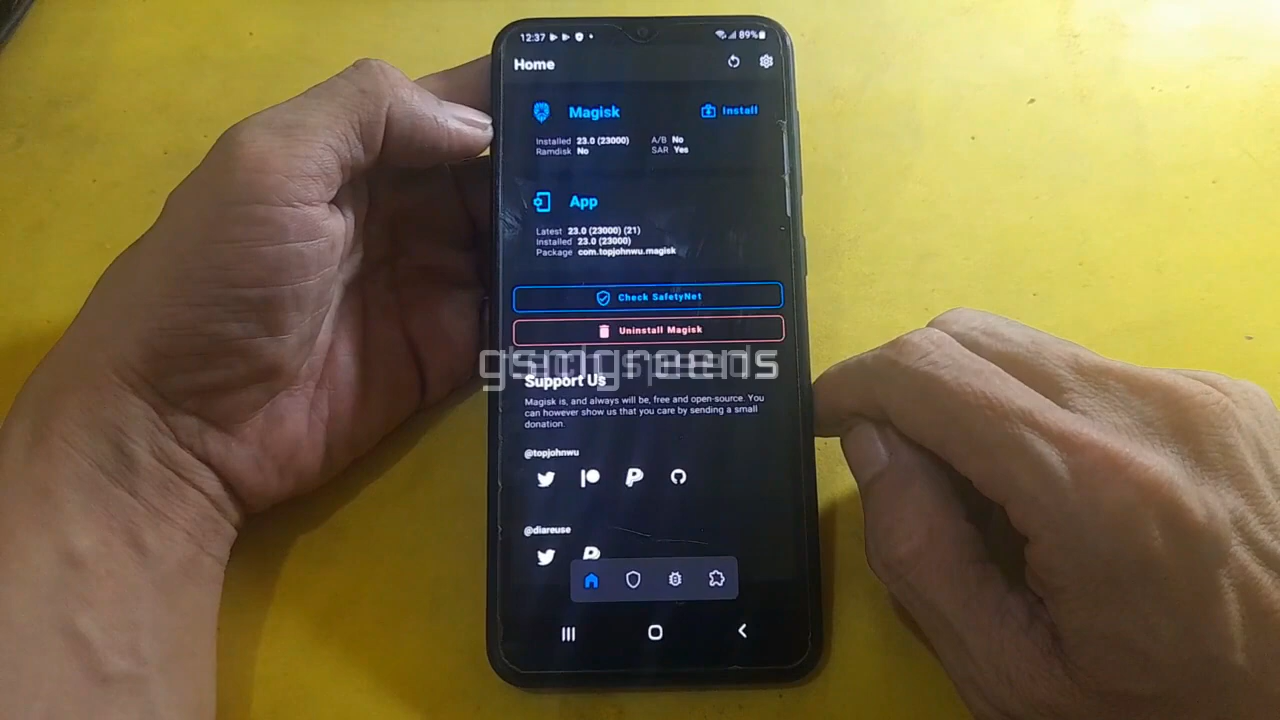 12:37
89%
Home
Magisk
Install
Installed 23.0 (23000)
A/B No
Ramdisk No
SAR Yes
App
Latest 23.0 (23000) (21)
Installed 23.0 (23000)
Package com.topjohnwu.magisk
Check SafetyNet
Uninstall Magisk
Support Us
Magisk is, and always will be, free and open-source. You
can however show us that you care by sending a small
donation.
@topjohnwu
@diareuse